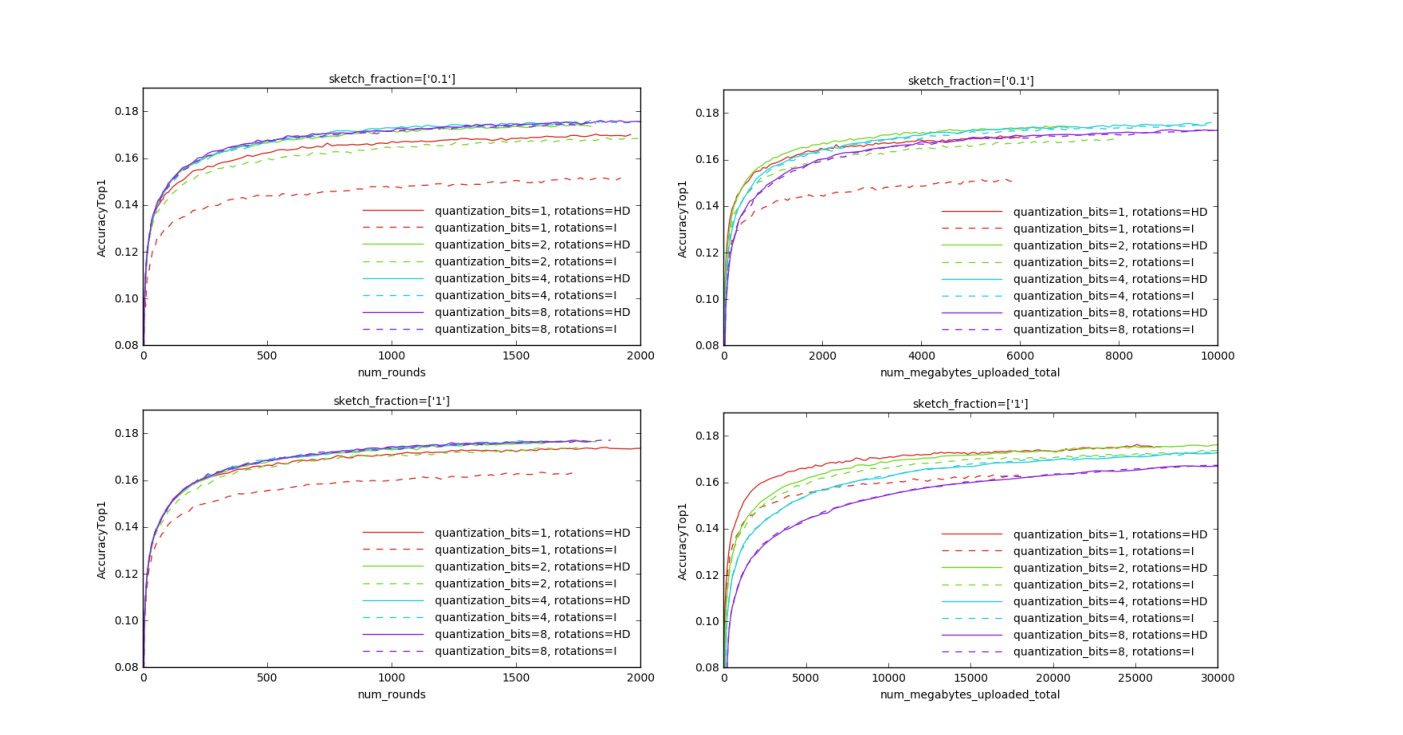 sketch_fraction=['0.1']
0.18
0.16
0.14
0.12
0.10
0.08
AccuracyTop1
quantization_bits=1, rotations=HD
quantization_bits=1, rotations=I
quantization_bits=2, rotations=HD
quantization_bits=2, rotations=I
quantization_bits=4, rotations=HD
quantization_bits=4, rotations=I
quantization_bits=8, rotations=HD
quantization_bits=8, rotations=I
0 500 1000 1500 2000
num_rounds
sketch_fraction=['0.1']
0.18
0.16
0.14
0.12
0.10
0.08
AccuracyTop1
quantization_bits=1, rotations=HD
quantization_bits=1, rotations=I
quantization_bits=2, rotations=HD
quantization_bits=2, rotations=I
quantization_bits=4, rotations=HD
quantization_bits=4, rotations=I
quantization_bits=8, rotations=HD
quantization_bits=8, rotations=I
0 2000 4000 6000 8000 10000
num_megabytes_uploaded_total
sketch_fraction=['1']
0.18
0.16
0.14
0.12
0.10
0.08
AccuracyTop1
quantization_bits=1, rotations=HD
quantization_bits=1, rotations=I
quantization_bits=2, rotations=HD
quantization_bits=2, rotations=I
quantization_bits=4, rotations=HD
quantization_bits=4, rotations=I
quantization_bits=8, rotations=HD
quantization_bits=8, rotations=I
0 500 1000 1500 2000
num_rounds
sketch_fraction=['1']
0.18
0.16
0.14
0.12
0.10
0.08
AccuracyTop1
quantization_bits=1, rotations=HD
quantization_bits=1, rotations=I
quantization_bits=2, rotations=HD
quantization_bits=2, rotations=I
quantization_bits=4, rotations=HD
quantization_bits=4, rotations=I
quantization_bits=8, rotations=HD
quantization_bits=8, rotations=I
0 5000 10000 15000 20000 25000 30000
num_megabytes_uploaded_total